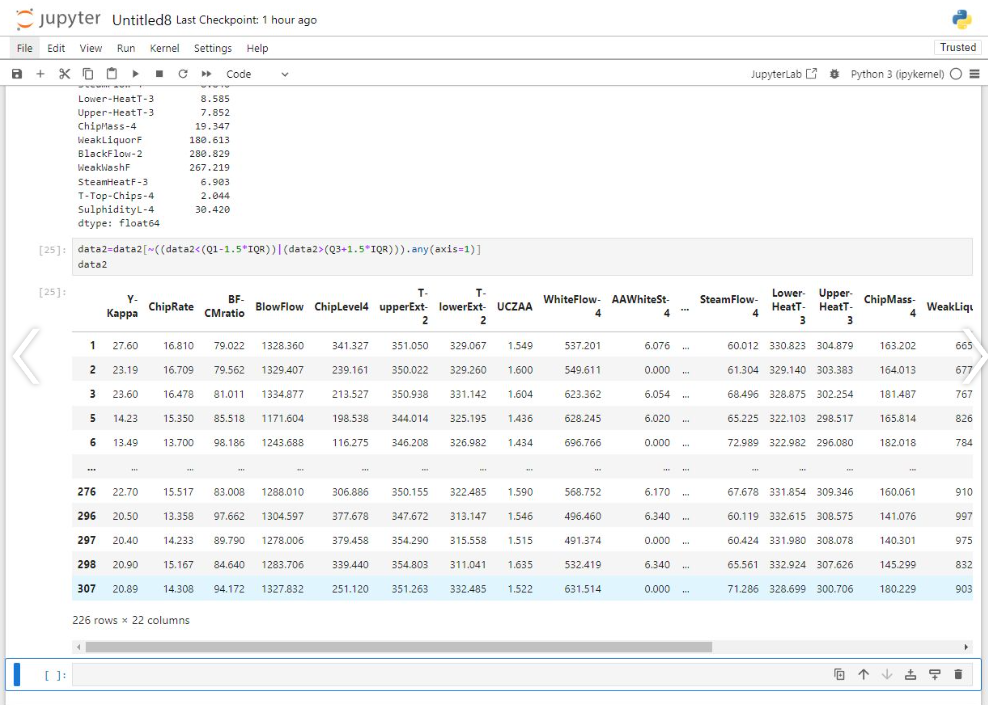 jupyter Untitled8 Last Checkpoint: 1 hour ago
File Edit View Run Kernel Settings Help Trusted
Code JupyterLab Python 3 (ipykernel)
Lower-HeatT-3 8.585
Upper-HeatT-3 7.852
ChipMass-4 19.347
WeakLiquorF 180.613
BlackFlow-2 280.829
WeakWashF 267.219
SteamHeatF-3 6.903
T-Top-Chips-4 2.044
SulphidityL-4 30.420
dtype: float64
[25]: data2=data2[~((data2<(Q1-1.5*IQR))|(data2>(Q3+1.5*IQR))).any(axis=1)]
data2
[25]:
Y-Kappa ChipRate BF-CMratio BlowFlow ChipLevel4 T-upperExt-2 T-lowerExt-2 UCZAA WhiteFlow-4 AAWhiteSt-4 ... SteamFlow-4 Lower-HeatT-3 Upper-HeatT-3 ChipMass-4 WeakLiqu
1 27.60 16.810 79.022 1328.360 341.327 351.050 329.067 1.549 537.201 6.076 ... 60.012 330.823 304.879 163.202 665
2 23.19 16.709 79.562 1329.407 239.161 350.022 329.260 1.600 549.611 0.000 ... 61.304 329.140 303.383 164.013 677
3 23.60 16.478 81.011 1334.877 213.527 350.938 331.142 1.604 623.362 6.054 ... 68.496 328.875 302.254 181.487 767
5 14.23 15.350 85.518 1171.604 198.538 344.014 325.195 1.436 628.245 6.020 ... 65.225 322.103 298.517 165.814 826
6 13.49 13.700 98.186 1243.688 116.275 346.208 326.982 1.434 696.766 0.000 ... 72.989 322.982 296.080 182.018 784
... ... ... ... ... ... ... ... ... ... ... ... ... ... ... ...
276 22.70 15.517 83.008 1288.010 306.886 350.155 322.485 1.590 568.752 6.170 ... 67.678 331.854 309.346 160.061 910
296 20.50 13.358 97.662 1304.597 377.678 347.672 313.147 1.546 496.460 6.340 ... 60.119 332.615 308.575 141.076 997
297 20.40 14.233 89.790 1278.006 379.458 354.290 315.558 1.515 491.374 0.000 ... 60.424 331.980 308.078 140.301 975
298 20.90 15.167 84.640 1283.706 339.440 354.803 311.041 1.635 532.419 6.340 ... 65.561 332.924 307.626 145.299 832
307 20.89 14.308 94.172 1327.832 251.120 351.263 332.485 1.522 631.514 0.000 ... 71.286 328.699 300.706 180.229 903
226 rows × 22 columns
[ ]: